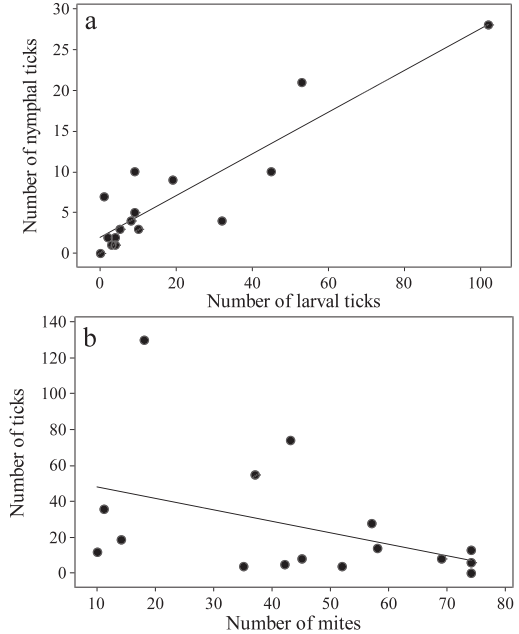 a
30
25
20
15
10
5
0
Number of nymphal ticks
0 20 40 60 80 100
Number of larval ticks
b
140
120
100
80
60
40
20
0
Number of ticks
10 20 30 40 50 60 70 80
Number of mites